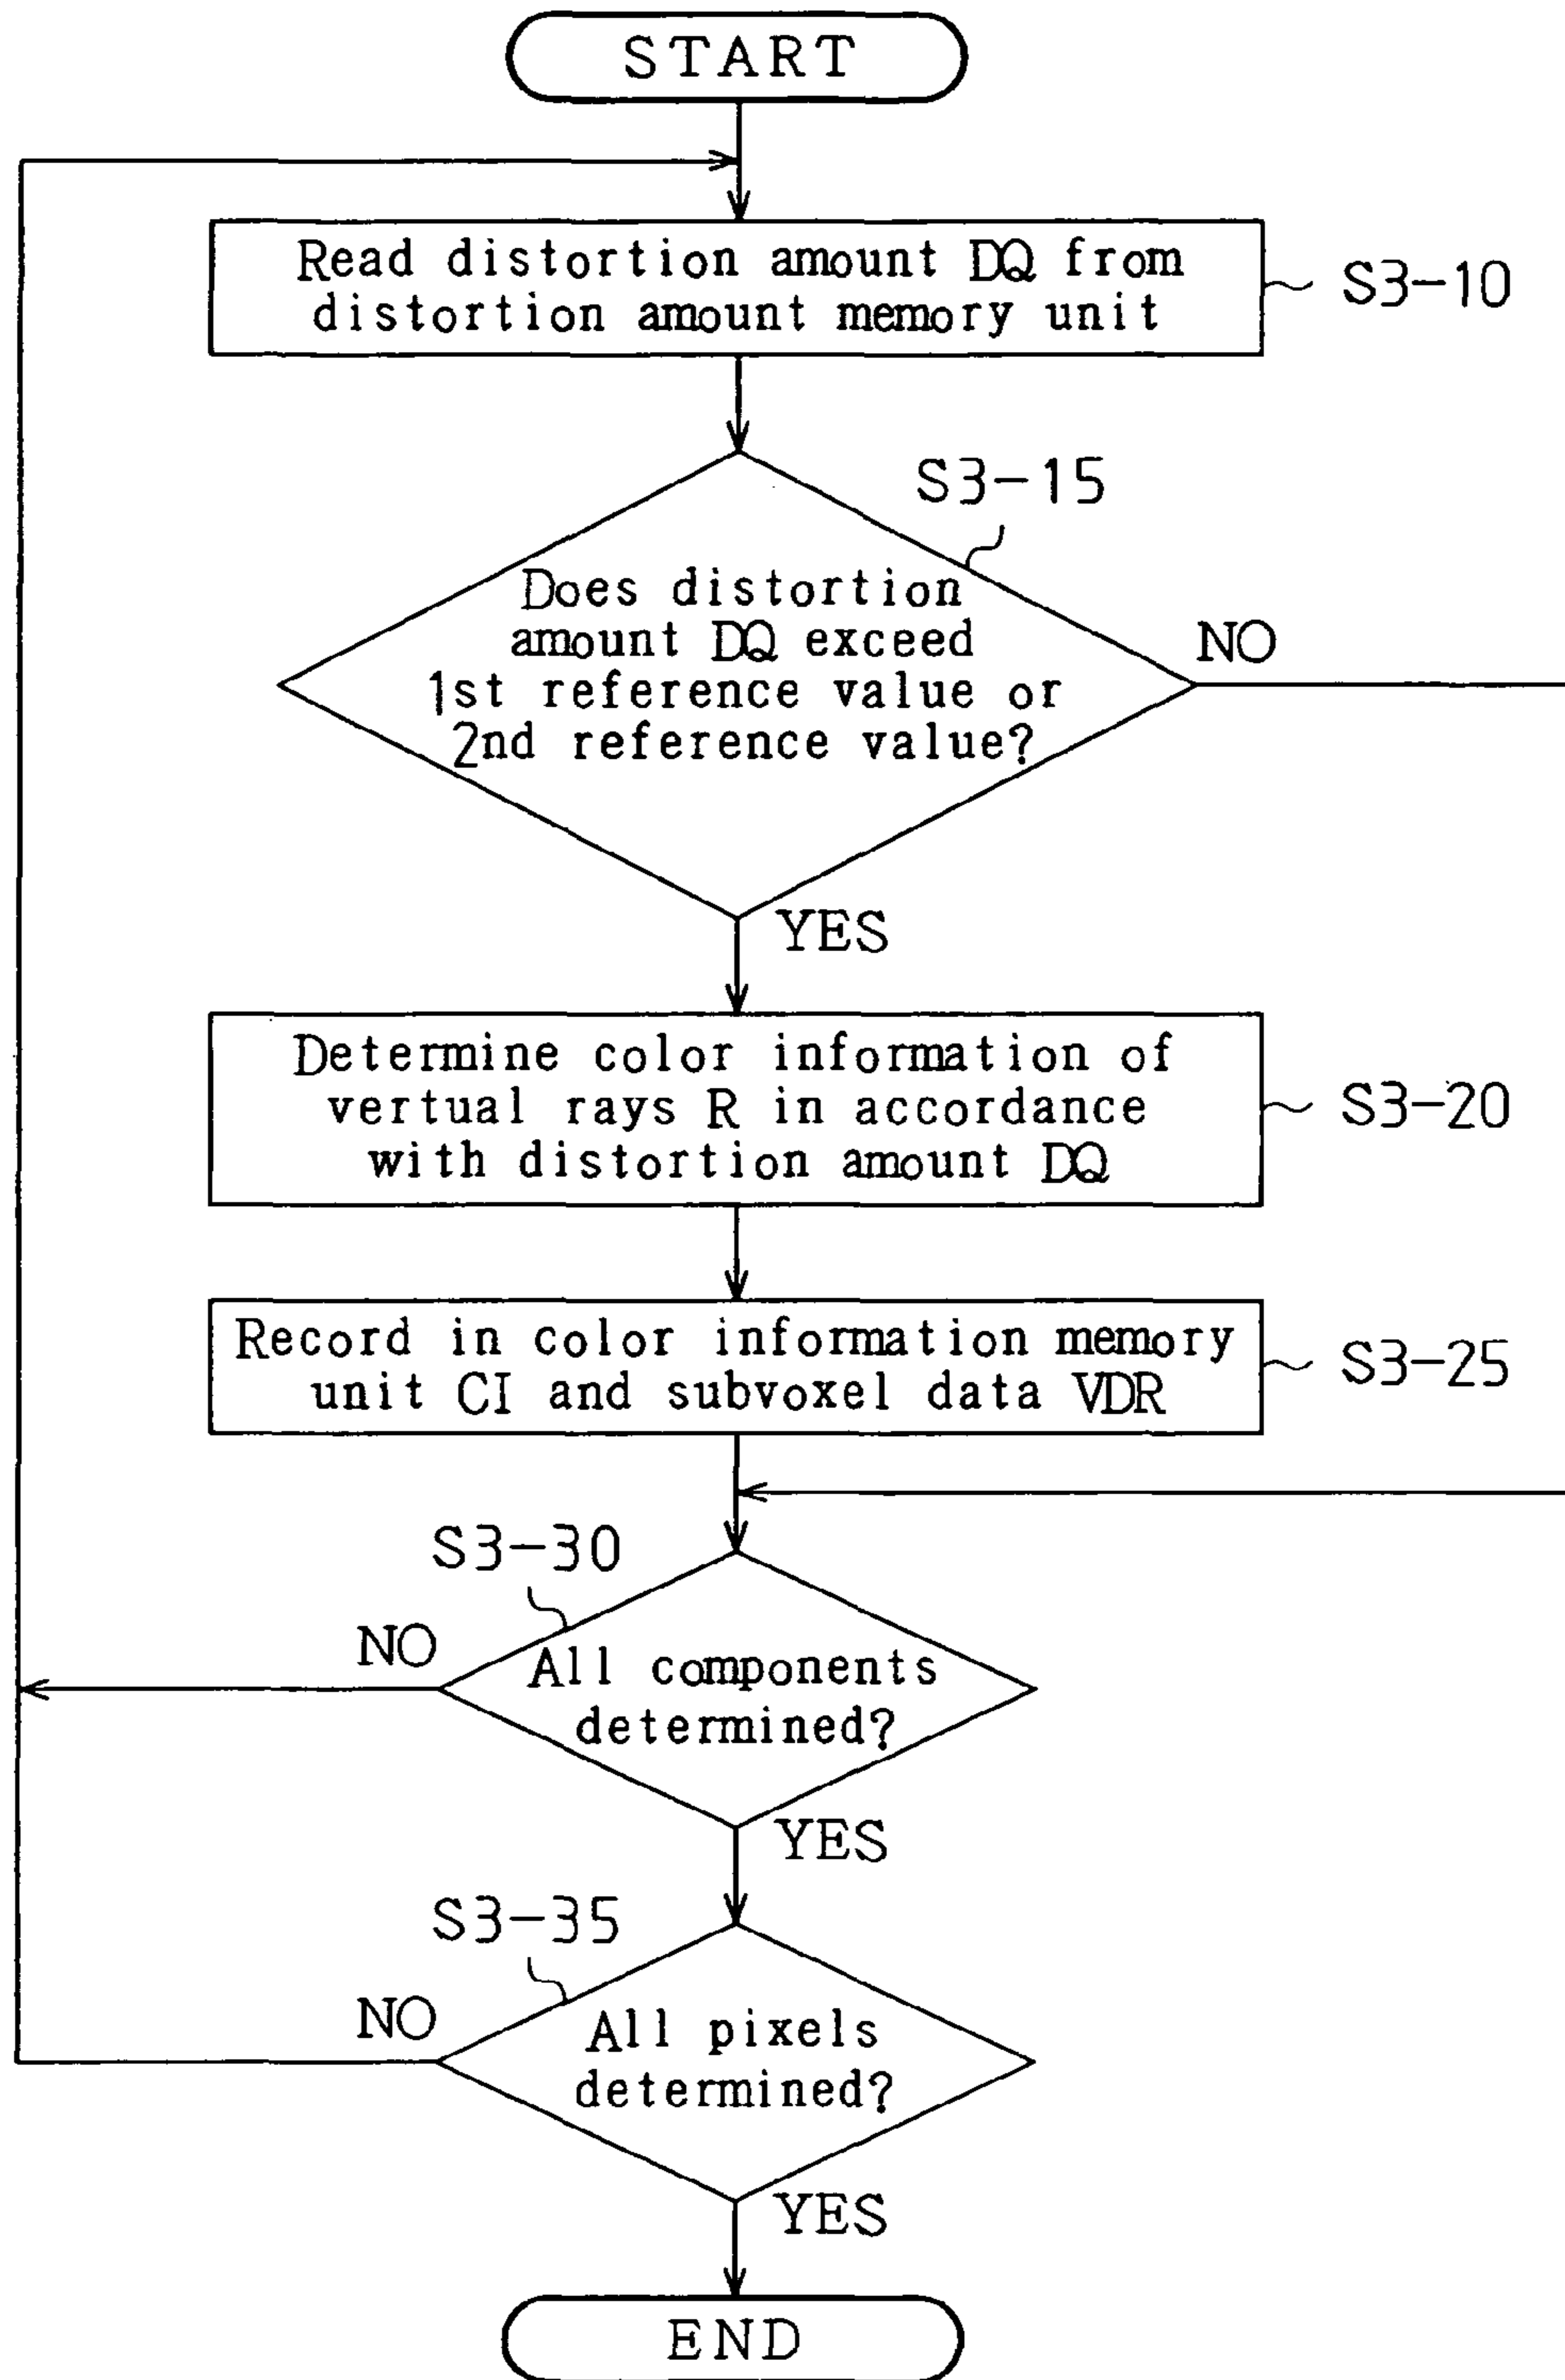 START
Read distortion amount DQ from
distortion amount memory unit
S3-10
S3-15
Does distortion
amount DQ exceed
1st reference value or
2nd reference value?
NO
YES
Determine color information of
vertual rays R in accordance
with distortion amount DQ
S3-20
Record in color information memory
unit CI and subvoxel data VDR
S3-25
S3-30
NO
All components
determined?
YES
S3-35
NO
All pixels
determined?
YES
END